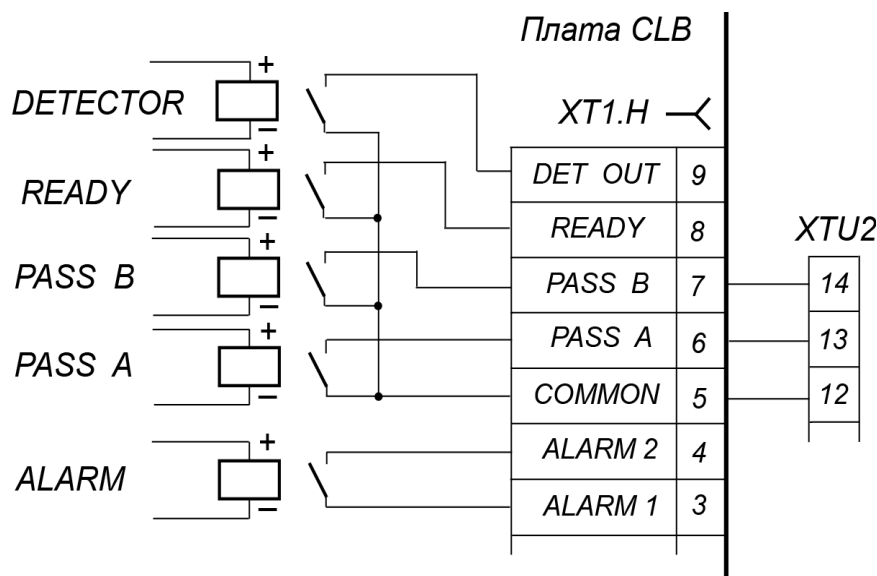 Плата CLB
XT1.H
DETECTOR
+
−
DET OUT 9
READY
+
−
READY 8
XTU2
PASS B
+
−
PASS B 7
14
PASS A
+
−
PASS A 6
13
COMMON 5
12
ALARM
+
−
ALARM 2 4
ALARM 1 3